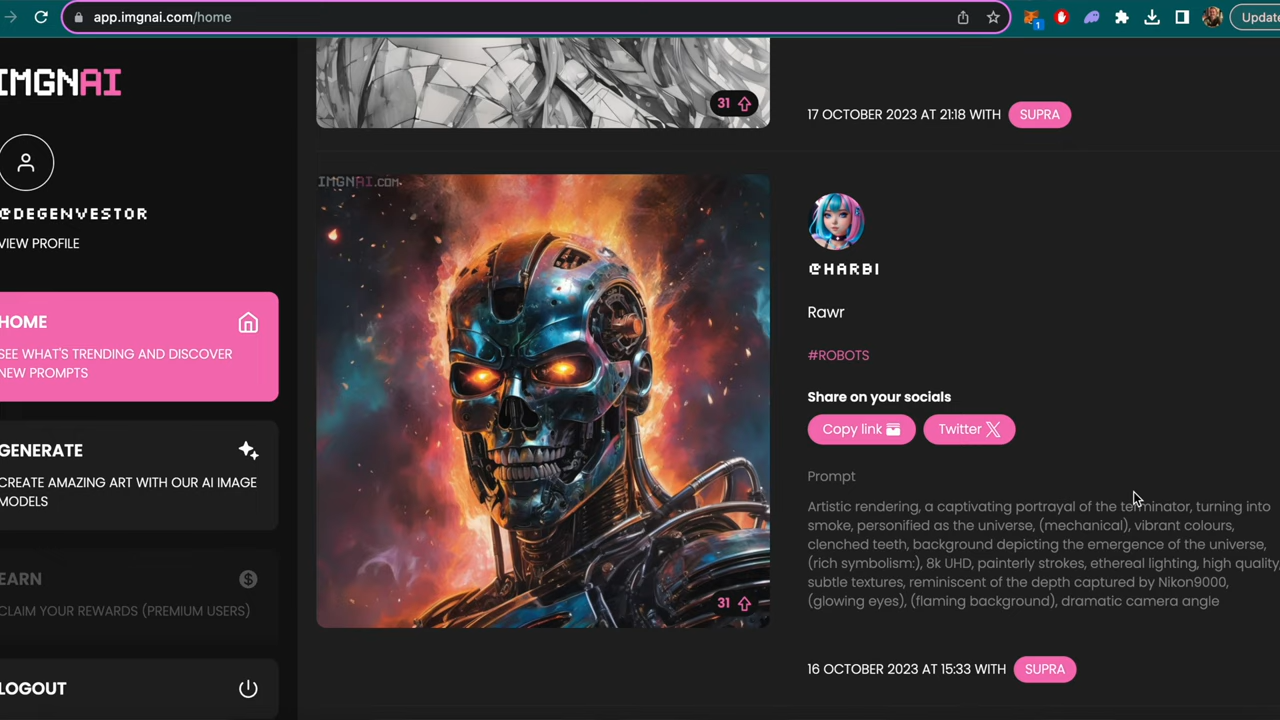 app.imgnai.com/home
Update
1
IMGNAI
@DEGENVESTOR
VIEW PROFILE
HOME
SEE WHAT'S TRENDING AND DISCOVER
NEW PROMPTS
GENERATE
CREATE AMAZING ART WITH OUR AI IMAGE
MODELS
EARN
CLAIM YOUR REWARDS (PREMIUM USERS)
LOGOUT
31
17 OCTOBER 2023 AT 21:18 WITH SUPRA
IMGNAI.COM
31
@HARBI
Rawr
#ROBOTS
Share on your socials
Copy link
Twitter
Prompt
Artistic rendering, a captivating portrayal of the terminator, turning into
smoke, personified as the universe, (mechanical), vibrant colours,
clenched teeth, background depicting the emergence of the universe,
(rich symbolism:), 8k UHD, painterly strokes, ethereal lighting, high quality,
subtle textures, reminiscent of the depth captured by Nikon9000,
(glowing eyes), (flaming background), dramatic camera angle
16 OCTOBER 2023 AT 15:33 WITH SUPRA